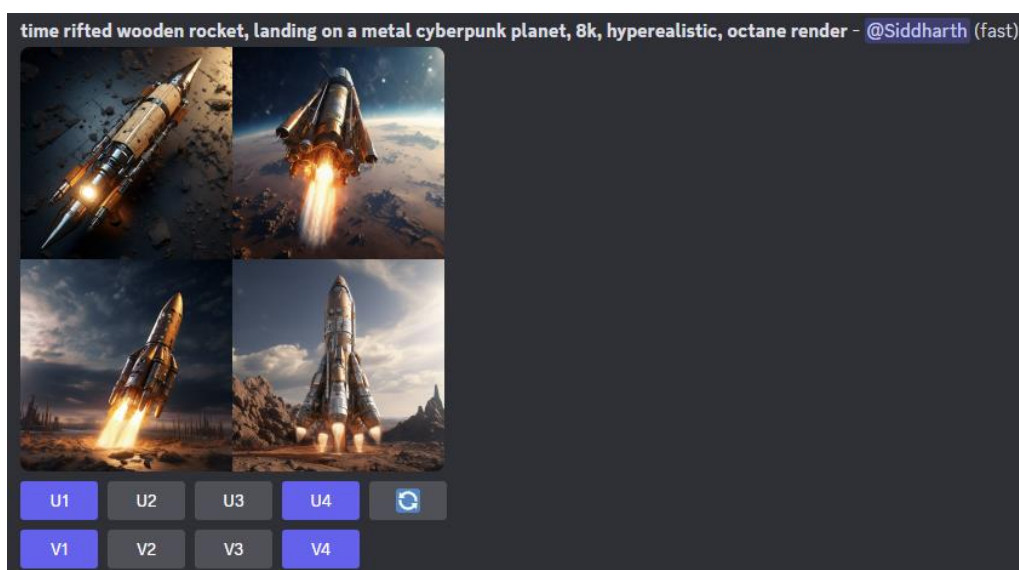 time rifted wooden rocket, landing on a metal cyberpunk planet, 8k, hyperealistic, octane render - @Siddharth (fast)
U1 U2 U3 U4
V1 V2 V3 V4